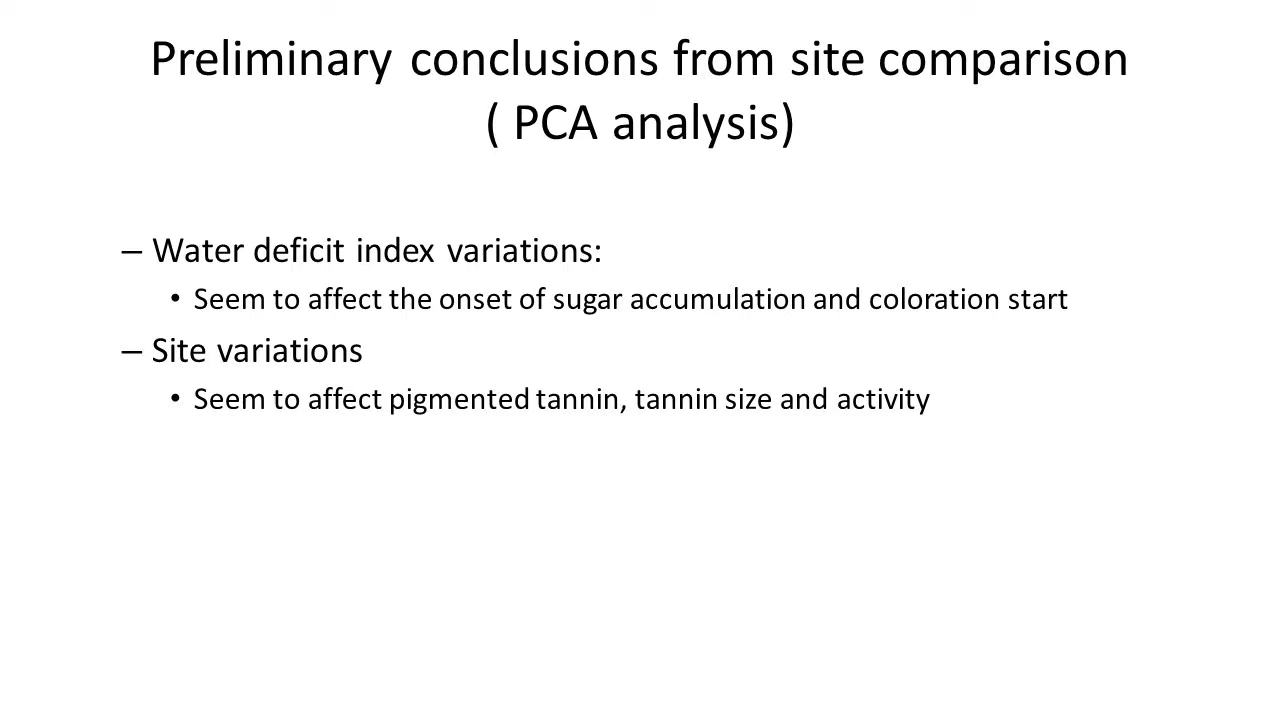 Preliminary conclusions from site comparison
( PCA analysis)
– Water deficit index variations:
• Seem to affect the onset of sugar accumulation and coloration start
– Site variations
• Seem to affect pigmented tannin, tannin size and activity